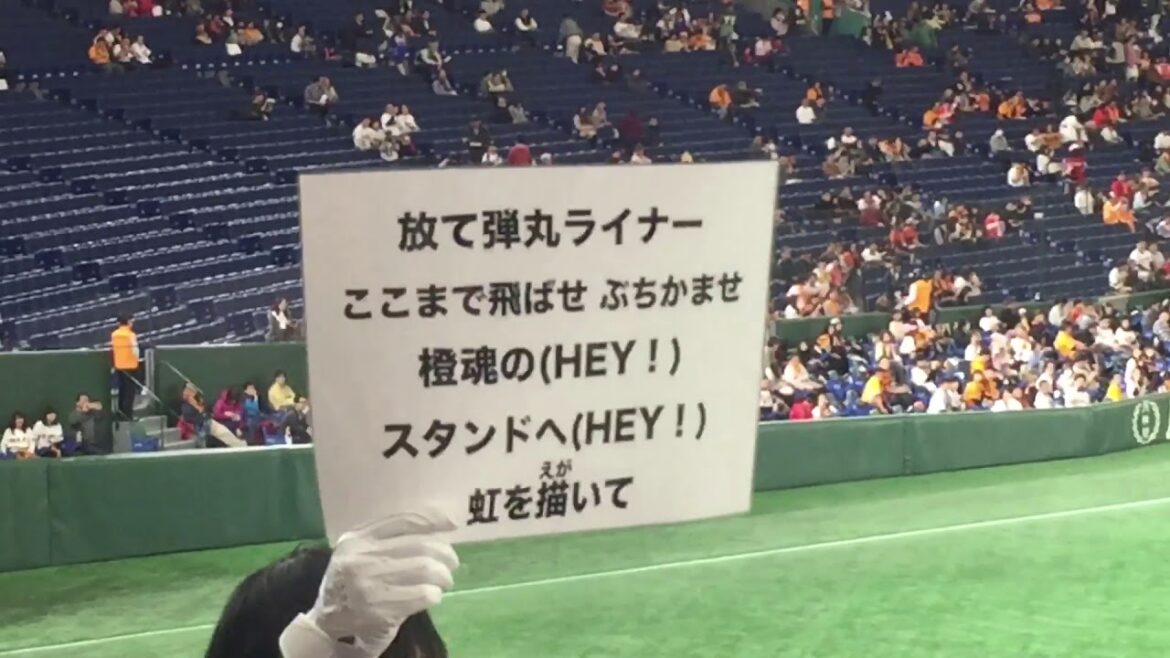 放て弾丸ライナー
ここまで飛ばせ ぶちかませ
橙魂の(HEY！)
スタンドへ(HEY！)
えが
虹を描いて